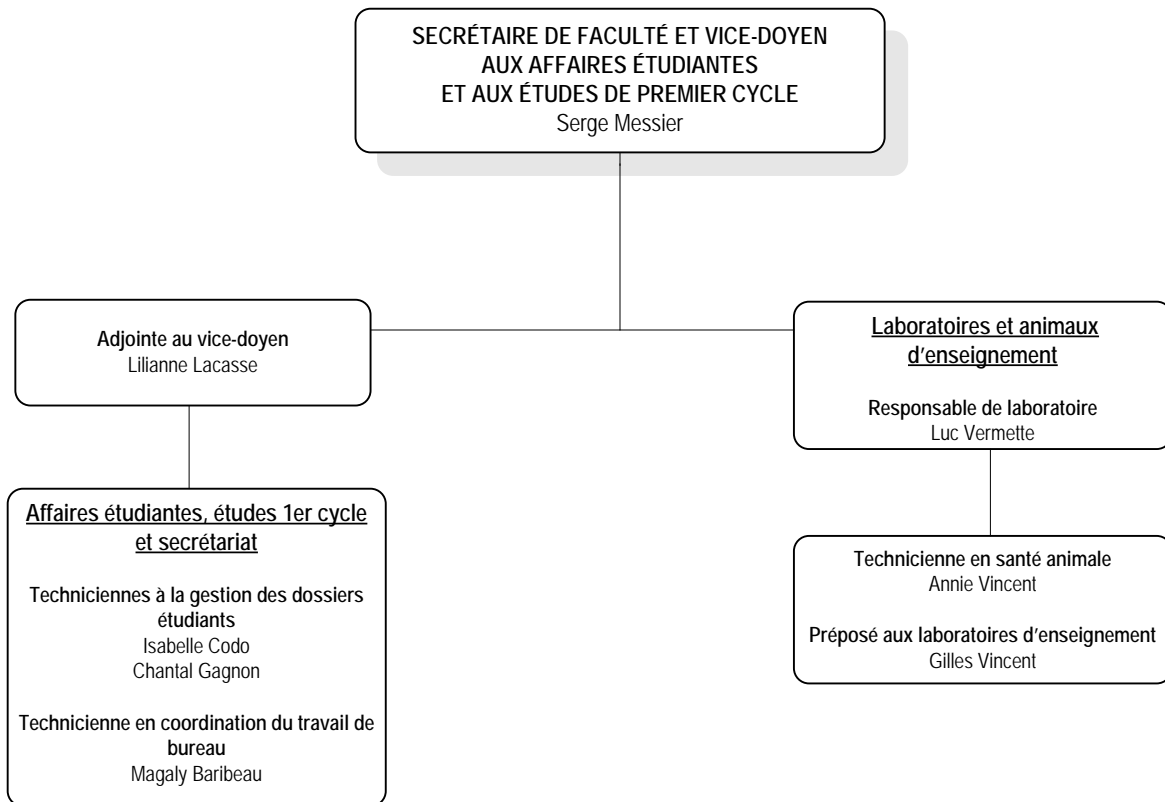 SECRÉTAIRE DE FACULTÉ ET VICE-DOYEN
AUX AFFAIRES ÉTUDIANTES
ET AUX ÉTUDES DE PREMIER CYCLE
Serge Messier
Adjointe au vice-doyen
Lilianne Lacasse
Laboratoires et animaux
d'enseignement
Responsable de laboratoire
Luc Vermette
Affaires étudiantes, études 1er cycle
et secrétariat
Techniciennes à la gestion des dossiers
étudiants
Isabelle Codo
Chantal Gagnon
Technicienne en coordination du travail de
bureau
Magaly Baribeau
Technicienne en santé animale
Annie Vincent
Préposé aux laboratoires d'enseignement
Gilles Vincent